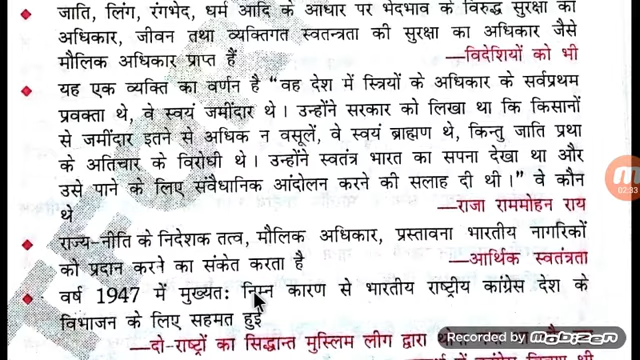 जाति, लिंग, रंगभेद, धर्म आदि के आधार पर भेदभाव के विरुद्ध सुरक्षा का
अधिकार, जीवन तथा व्यक्तिगत स्वतन्त्रता की सुरक्षा का अधिकार जैसे
मौलिक अधिकार प्राप्त हैं —विदेशियों को भी
यह एक व्यक्ति का वर्णन है "वह देश में स्त्रियों के अधिकार के सर्वप्रथम
प्रवक्ता थे, वे स्वयं जमींदार थे। उन्होंने सरकार को लिखा था कि किसानों
से जमींदार इतने से अधिक न वसूलें, वे स्वयं ब्राह्मण थे, किन्तु जाति प्रथा
के अतिचार के विरोधी थे। उन्होंने स्वतंत्र भारत का सपना देखा था और
उसे पाने के लिए संवैधानिक आंदोलन करने की सलाह दी थी।" वे कौन
थे —राजा राममोहन राय
राज्य-नीति के निदेशक तत्व, मौलिक अधिकार, प्रस्तावना भारतीय नागरिकों
को प्रदान करने का संकेत करता है —आर्थिक स्वतंत्रता
वर्ष 1947 में मुख्यतः निम्न कारण से भारतीय राष्ट्रीय कांग्रेस देश के
विभाजन के लिए सहमत हुई
—दो-राष्ट्रों का सिद्धान्त मुस्लिम लीग द्वारा
02:33
Recorded by Mobizen